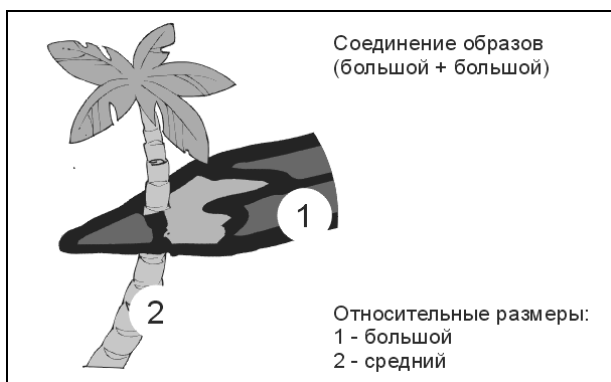 Соединение образов
(большой + большой)
1
2
Относительные размеры:
1 - большой
2 - средний